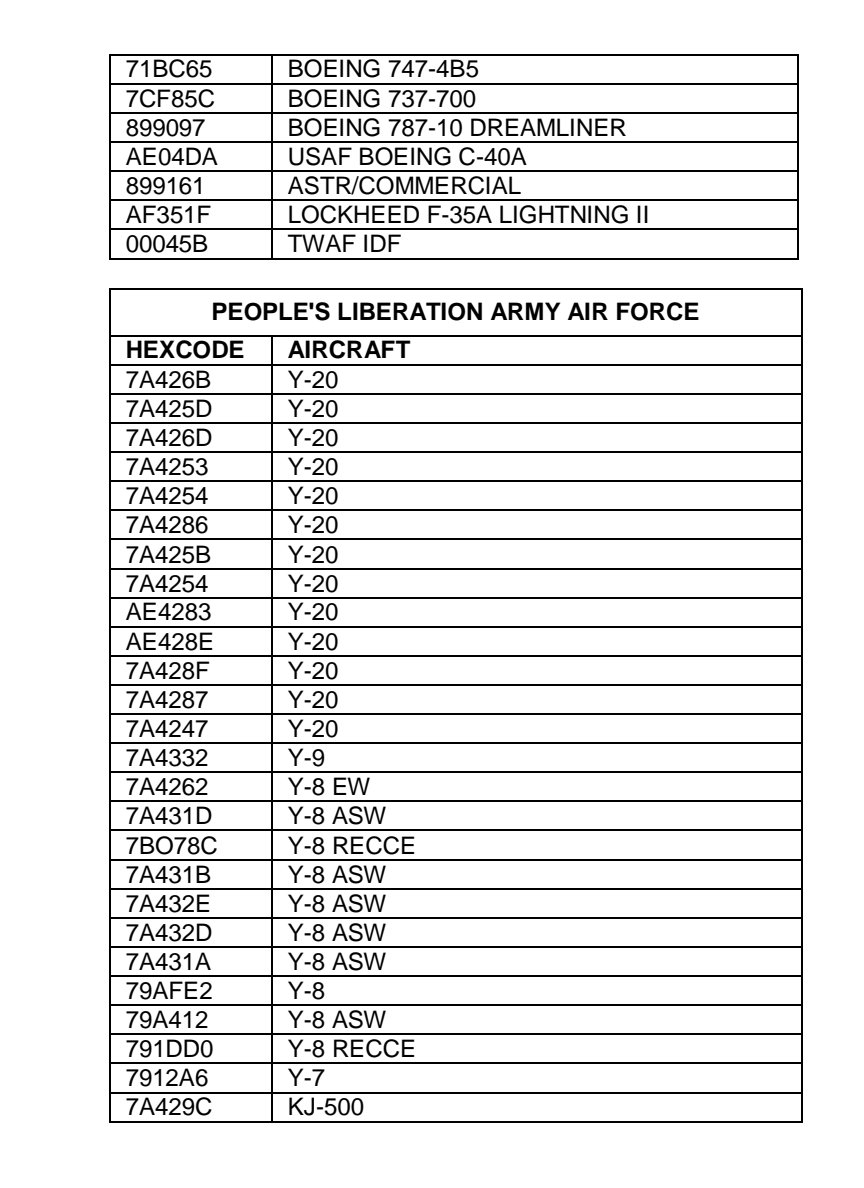 71BC65 BOEING 747-4B5
7CF85C BOEING 737-700
899097 BOEING 787-10 DREAMLINER
AE04DA USAF BOEING C-40A
899161 ASTR/COMMERCIAL
AF351F LOCKHEED F-35A LIGHTNING II
00045B TWAF IDF
PEOPLE'S LIBERATION ARMY AIR FORCE
HEXCODE AIRCRAFT
7A426B Y-20
7A425D Y-20
7A426D Y-20
7A4253 Y-20
7A4254 Y-20
7A4286 Y-20
7A425B Y-20
7A4254 Y-20
AE4283 Y-20
AE428E Y-20
7A428F Y-20
7A4287 Y-20
7A4247 Y-20
7A4332 Y-9
7A4262 Y-8 EW
7A431D Y-8 ASW
7BO78C Y-8 RECCE
7A431B Y-8 ASW
7A432E Y-8 ASW
7A432D Y-8 ASW
7A431A Y-8 ASW
79AFE2 Y-8
79A412 Y-8 ASW
791DD0 Y-8 RECCE
7912A6 Y-7
7A429C KJ-500